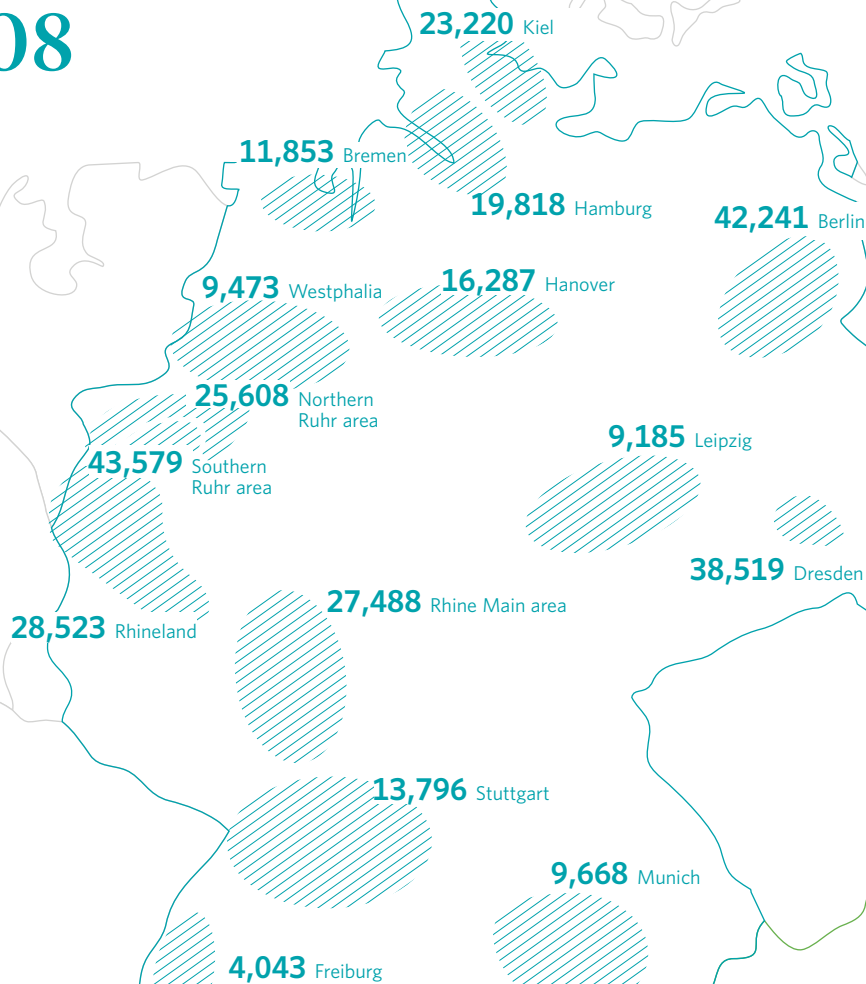 08
23,220 Kiel
11,853 Bremen
19,818 Hamburg
42,241 Berlin
9,473 Westphalia
16,287 Hanover
25,608 Northern
Ruhr area
9,185 Leipzig
43,579 Southern
Ruhr area
38,519 Dresden
27,488 Rhine Main area
28,523 Rhineland
13,796 Stuttgart
9,668 Munich
4,043 Freiburg